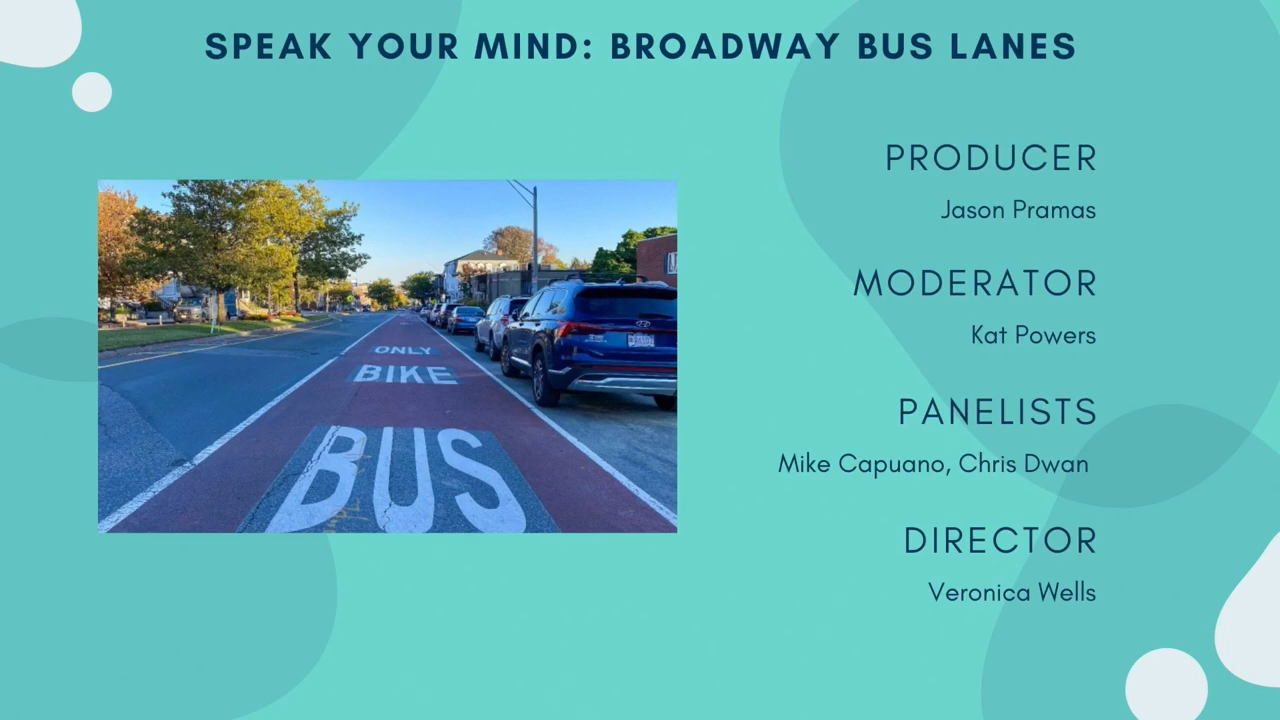 SPEAK YOUR MIND: BROADWAY BUS LANES
PRODUCER
Jason Pramas
MODERATOR
Kat Powers
PANELISTS
Mike Capuano, Chris Dwan
DIRECTOR
Veronica Wells
ONLY
BIKE
BUS